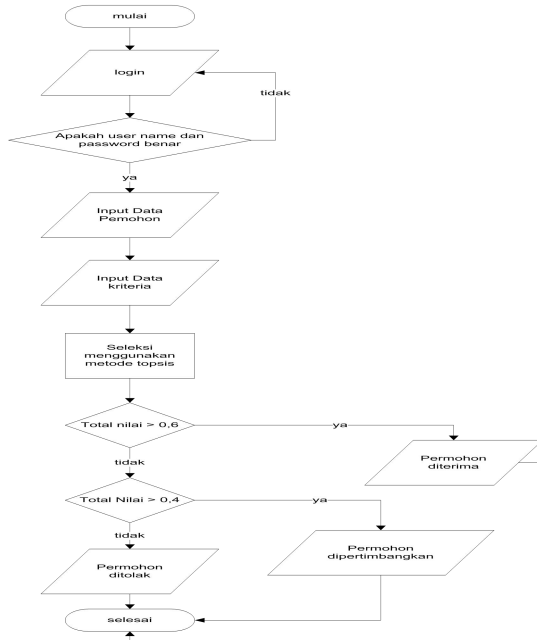 mulai
login
tidak
Apakah user name dan
password benar
ya
Input Data
Pemohon
Input Data
kriteria
Seleksi
menggunakan
metode topsis
Total nilai > 0,6
ya
Permohon
diterima
tidak
Total Nilai > 0,4
ya
Permohon
dipertimbangkan
tidak
Permohon
ditolak
selesai